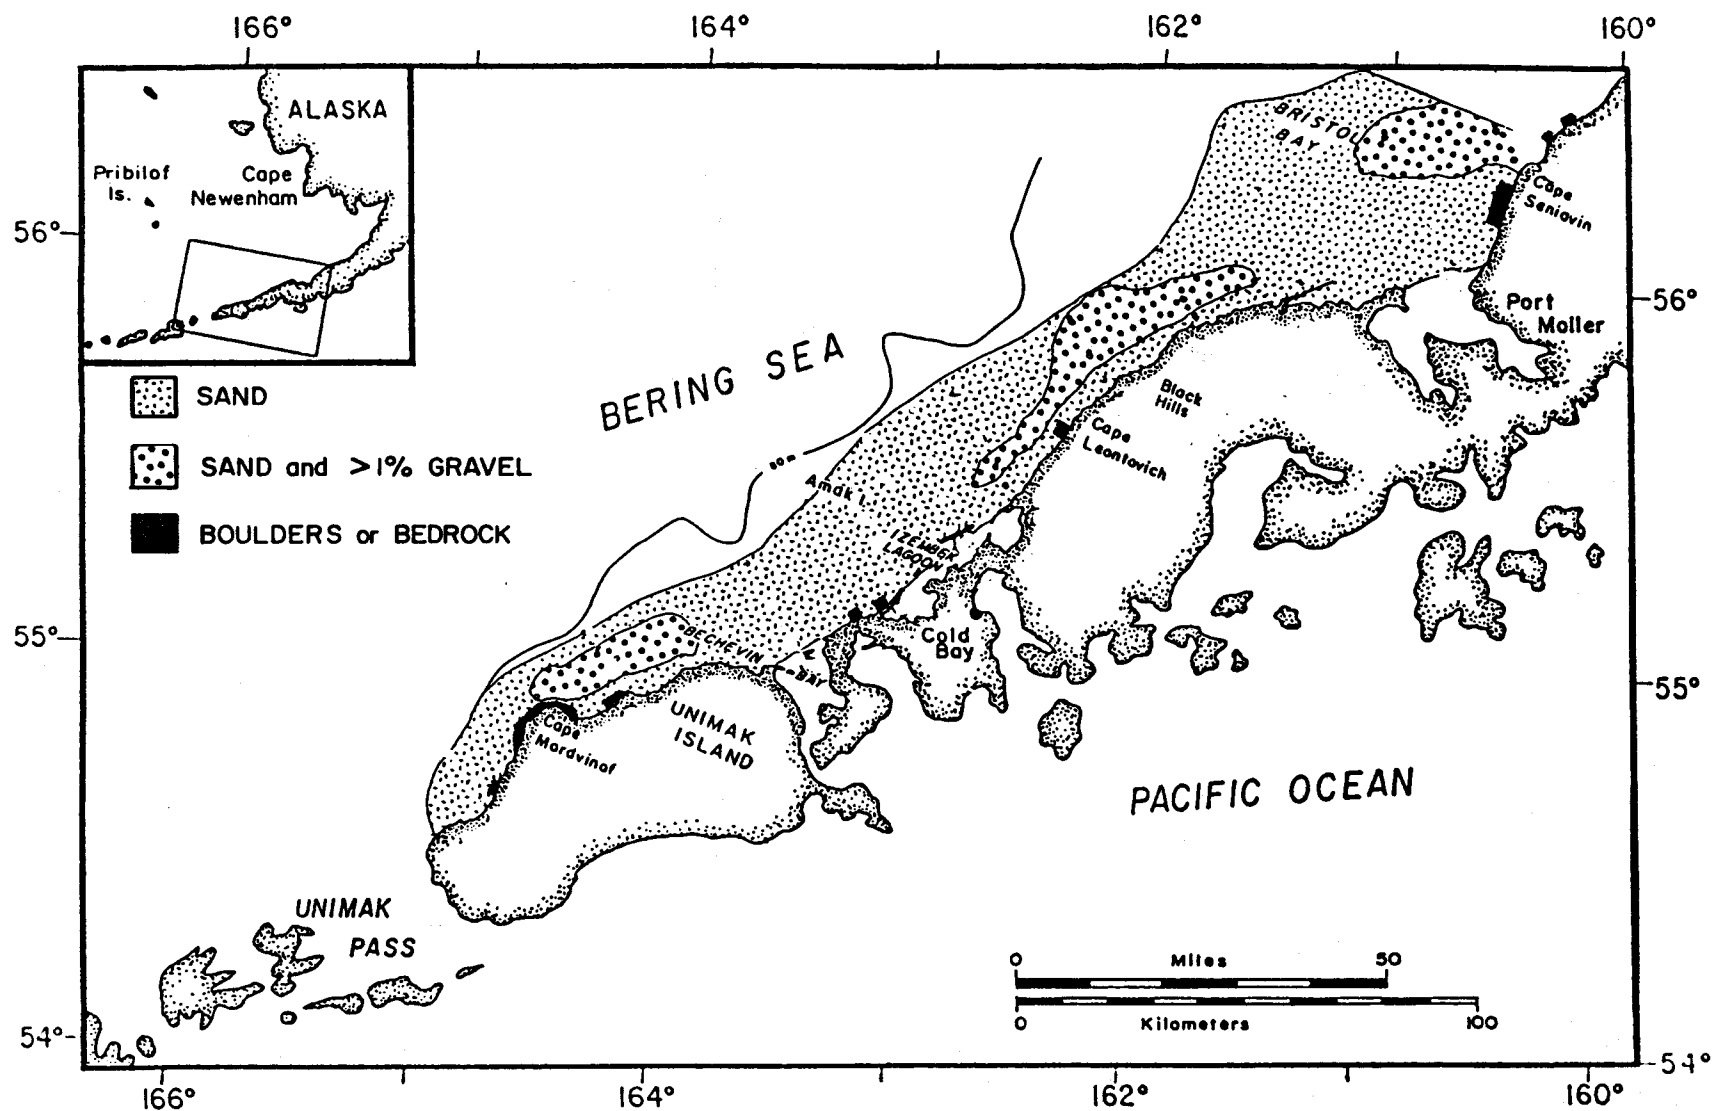 166°
164°
162°
160°
ALASKA
Pribilof
Is.
Cape
Newenham
56°
55°
54°
SAND
SAND and >1% GRAVEL
BOULDERS or BEDROCK
BERING SEA
BRISTOL
BAY
Cape
Seniavin
56°
Port
Moller
Black
Hills
Cape
Leontovich
Amak I.
IZEMBEK
LAGOON
Cold
Bay
BECHEVIN
BAY
55°
UNIMAK
ISLAND
Cape
Mordvinof
PACIFIC OCEAN
UNIMAK
PASS
0 Miles 50
0 Kilometers 100
54°
166°
164°
162°
160°